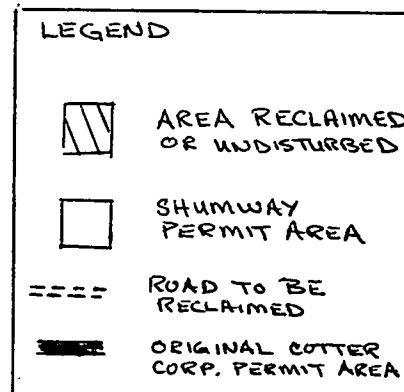 LEGEND
AREA RECLAIMED
OR UNDISTURBED
SHUMWAY
PERMIT AREA
ROAD TO BE
RECLAIMED
ORIGINAL COTTER
CORP. PERMIT AREA